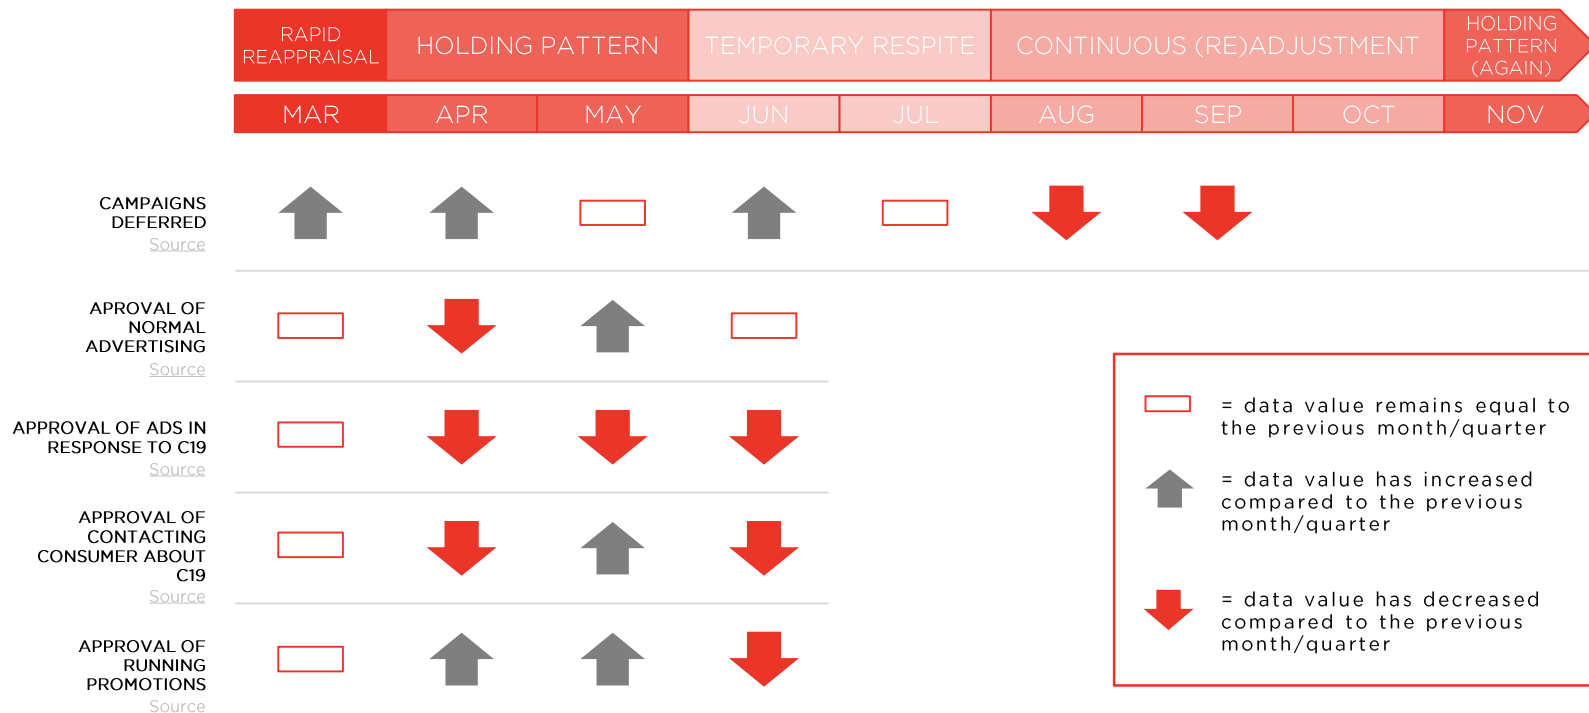 RAPID
REAPPRAISAL
HOLDING PATTERN
TEMPORARY RESPITE
CONTINUOUS (RE)ADJUSTMENT
HOLDING
PATTERN
(AGAIN)
MAR
APR
MAY
JUN
JUL
AUG
SEP
OCT
NOV
CAMPAIGNS
DEFERRED
Source
APROVAL OF
NORMAL
ADVERTISING
Source
APPROVAL OF ADS IN
RESPONSE TO C19
Source
APPROVAL OF
CONTACTING
CONSUMER ABOUT
C19
Source
APPROVAL OF
RUNNING
PROMOTIONS
Source
= data value remains equal to
the previous month/quarter
= data value has increased
compared to the previous
month/quarter
= data value has decreased
compared to the previous
month/quarter